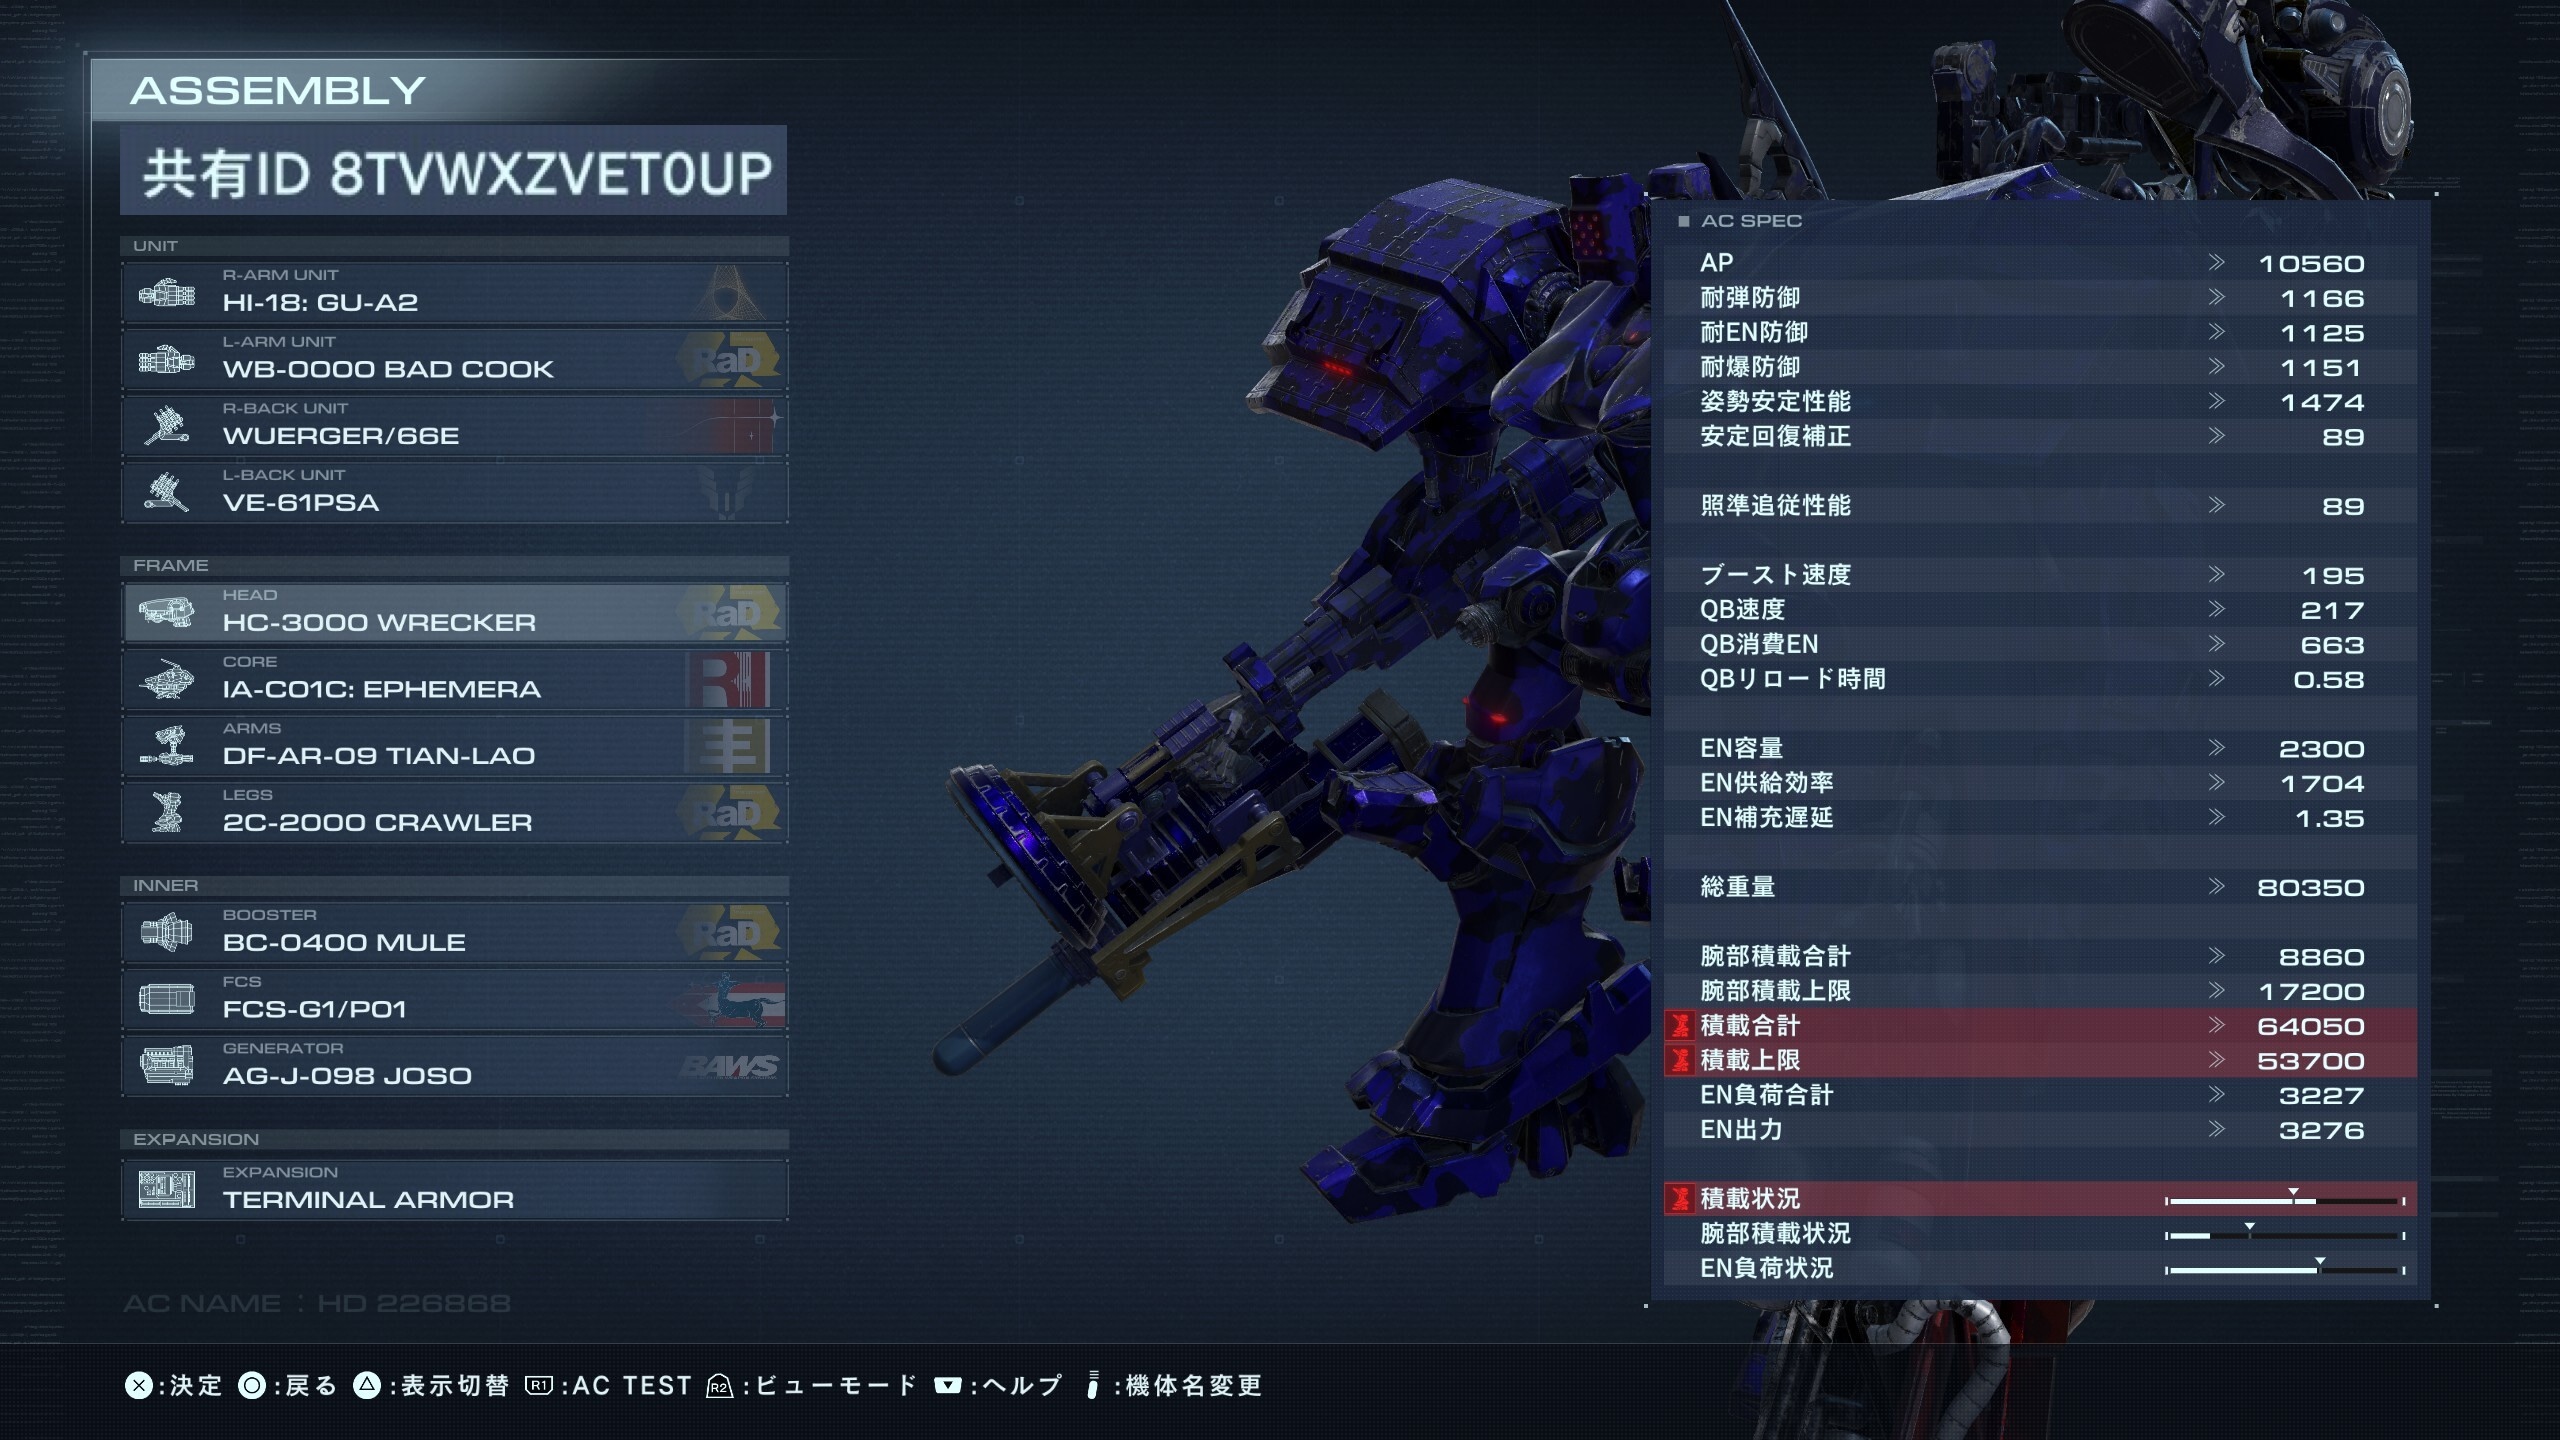 ASSEMBLY
共有ID 8TVWXZVET0UP
UNIT
R-ARM UNIT
HI-18: GU-A2
L-ARM UNIT
WB-0000 BAD COOK
RaD
R-BACK UNIT
WUERGER/66E
L-BACK UNIT
VE-61PSA
FRAME
HEAD
HC-3000 WRECKER
RaD
CORE
IA-C01C: EPHEMERA
ARMS
DF-AR-09 TIAN-LAO
LEGS
2C-2000 CRAWLER
RaD
INNER
BOOSTER
BC-0400 MULE
RaD
FCS
FCS-G1/P01
GENERATOR
AG-J-098 JOSO
BAWS
EXPANSION
EXPANSION
TERMINAL ARMOR
AC NAME : HD 226868
AC SPEC
AP 10560
耐弾防御 1166
耐EN防御 1125
耐爆防御 1151
姿勢安定性能 1474
安定回復補正 89
照準追従性能 89
ブースト速度 195
QB速度 217
QB消費EN 663
QBリロード時間 0.58
EN容量 2300
EN供給効率 1704
EN補充遅延 1.35
総重量 80350
腕部積載合計 8860
腕部積載上限 17200
積載合計 64050
積載上限 53700
EN負荷合計 3227
EN出力 3276
積載状況
腕部積載状況
EN負荷状況
:決定 :戻る :表示切替 R1 :AC TEST R2 :ビューモード :ヘルプ :機体名変更